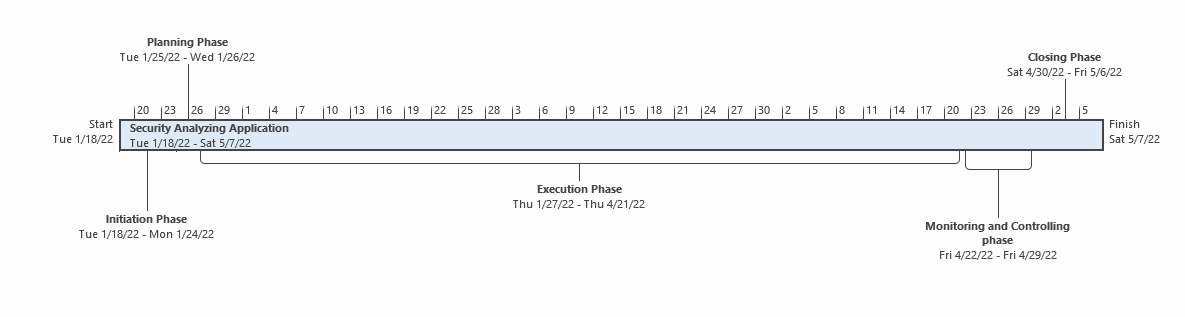 Planning Phase
Tue 1/25/22 - Wed 1/26/22
Closing Phase
Sat 4/30/22 - Fri 5/6/22
20 23 26 29 1 4 7 10 13 16 19 22 25 28 3 6 9 12 15 18 21 24 27 30 2 5 8 11 14 17 20 23 26 29 2 5
Start
Tue 1/18/22
Security Analyzing Application
Tue 1/18/22 - Sat 5/7/22
Finish
Sat 5/7/22
Execution Phase
Thu 1/27/22 - Thu 4/21/22
Initiation Phase
Tue 1/18/22 - Mon 1/24/22
Monitoring and Controlling
phase
Fri 4/22/22 - Fri 4/29/22